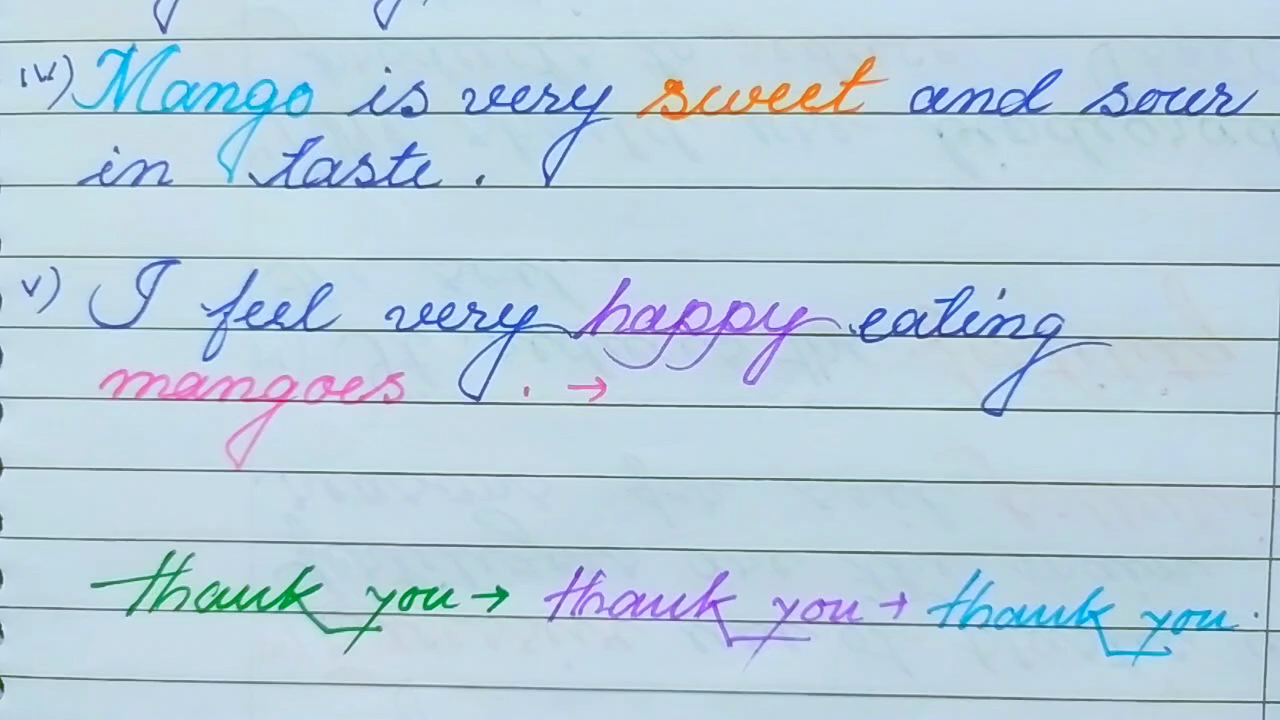 iv) Mango is very sweet and sour
in taste.
v) I feel very happy eating
mangoes . →
thank you → thank you → thank you.